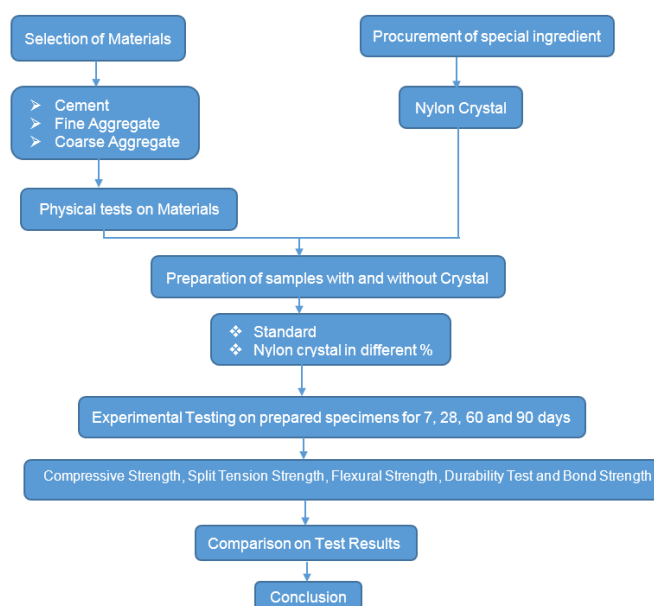 Selection of Materials
Procurement of special ingredient
➢ Cement
➢ Fine Aggregate
➢ Coarse Aggregate
Nylon Crystal
Physical tests on Materials
Preparation of samples with and without Crystal
❖ Standard
❖ Nylon crystal in different %
Experimental Testing on prepared specimens for 7, 28, 60 and 90 days
Compressive Strength, Split Tension Strength, Flexural Strength, Durability Test and Bond Strength
Comparison on Test Results
Conclusion